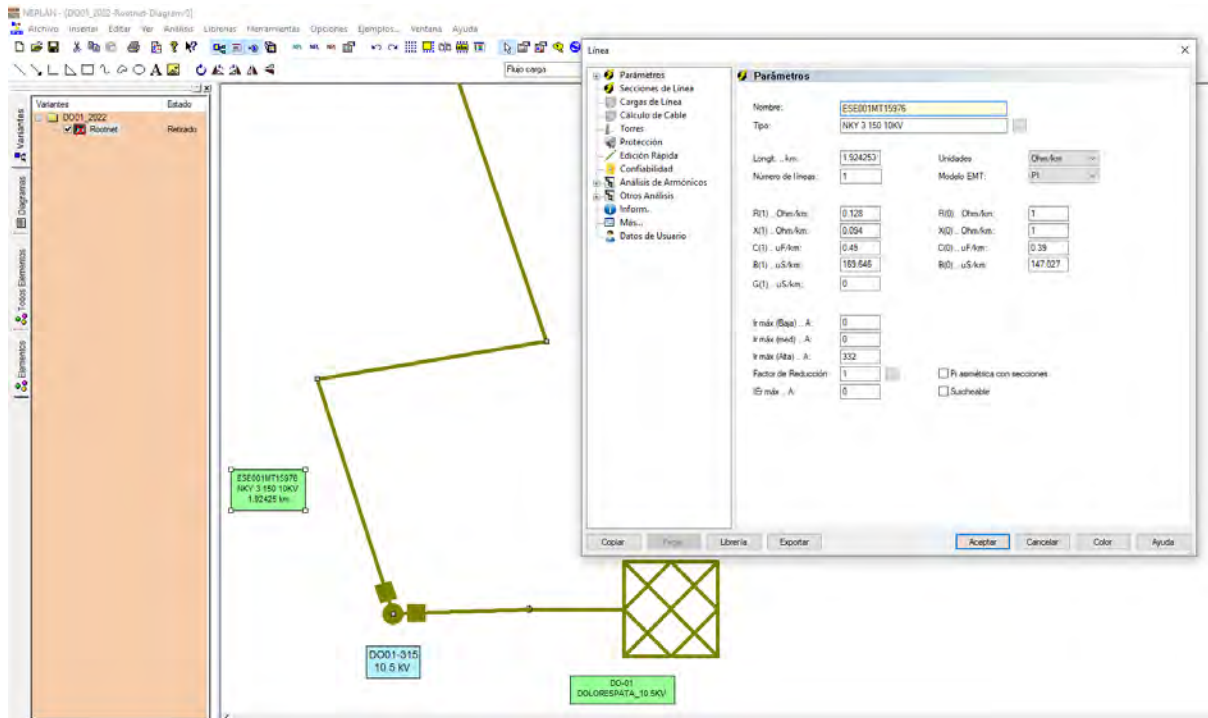 NEPLAN - [DO01_2022 -Rootnet- Diagram/0]
Archivo Insertar Editar Ver Análisis Librerías Herramientas Opciones Ejemplos... Ventana Ayuda
Flujo carga
Variantes Estado
DO01_2022
Rootnet Retirado
Variantes
Diagramas
Todos Elementos
Elementos
ESE001MT15976
NKY 3 150 10KV
1.92425 km
DO01-315
10.5 kV
DO-01
DOLORESPATA_10.5KV
Línea
Parámetros
Secciones de Línea
Cargas de Línea
Cálculo de Cable
Torres
Protección
Edición Rápida
Confiabilidad
Análisis de Armónicos
Otros Análisis
Inform.
Más...
Datos de Usuario
Parámetros
Nombre: ESE001MT15976
Tipo: NKY 3 150 10KV
Longit. .. km: 1.924253 Unidades Ohm/km
Número de líneas: 1 Modelo EMT: PI
R(1) .. Ohm/km: 0.128 R(0) .. Ohm/km: 1
X(1) .. Ohm/km: 0.094 X(0) .. Ohm/km: 1
C(1) .. uF/km: 0.45 C(0) .. uF/km: 0.39
B(1) .. uS/km: 169.646 B(0) .. uS/km: 147.027
G(1) .. uS/km: 0
Ir máx (Baja) .. A: 0
Ir máx (med) .. A: 0
Ir máx (Alta) .. A: 332
Factor de Reducción 1 Pi asimétrica con secciones
IEr máx .. A: 0 Suicheable
Copiar Pegar Librería Exportar Aceptar Cancelar Color Ayuda